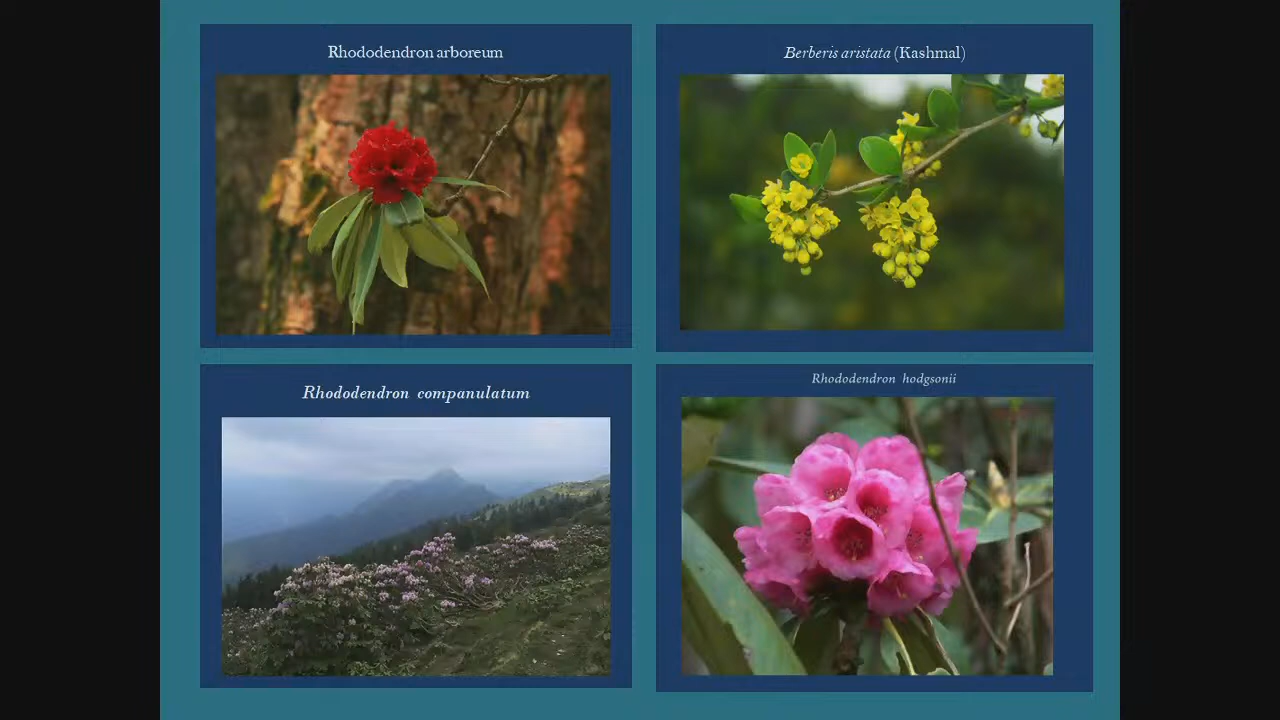 Rhododendron arboreum
Berberis aristata (Kashmal)
Rhododendron companulatum
Rhododendron hodgsonii